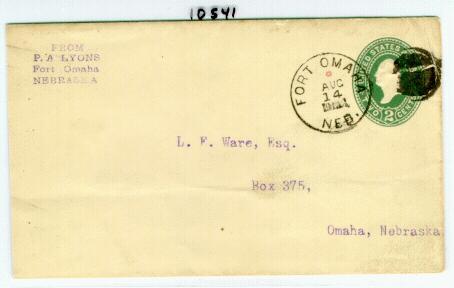 10541
FROM
P. A. LYONS
Fort Omaha
NEBRASKA
FORT OMAHA
AUG
14
NEB.
UNITED STATES
TWO 2 CENTS
L. F. Ware, Esq.
Box 375,
Omaha, Nebraska